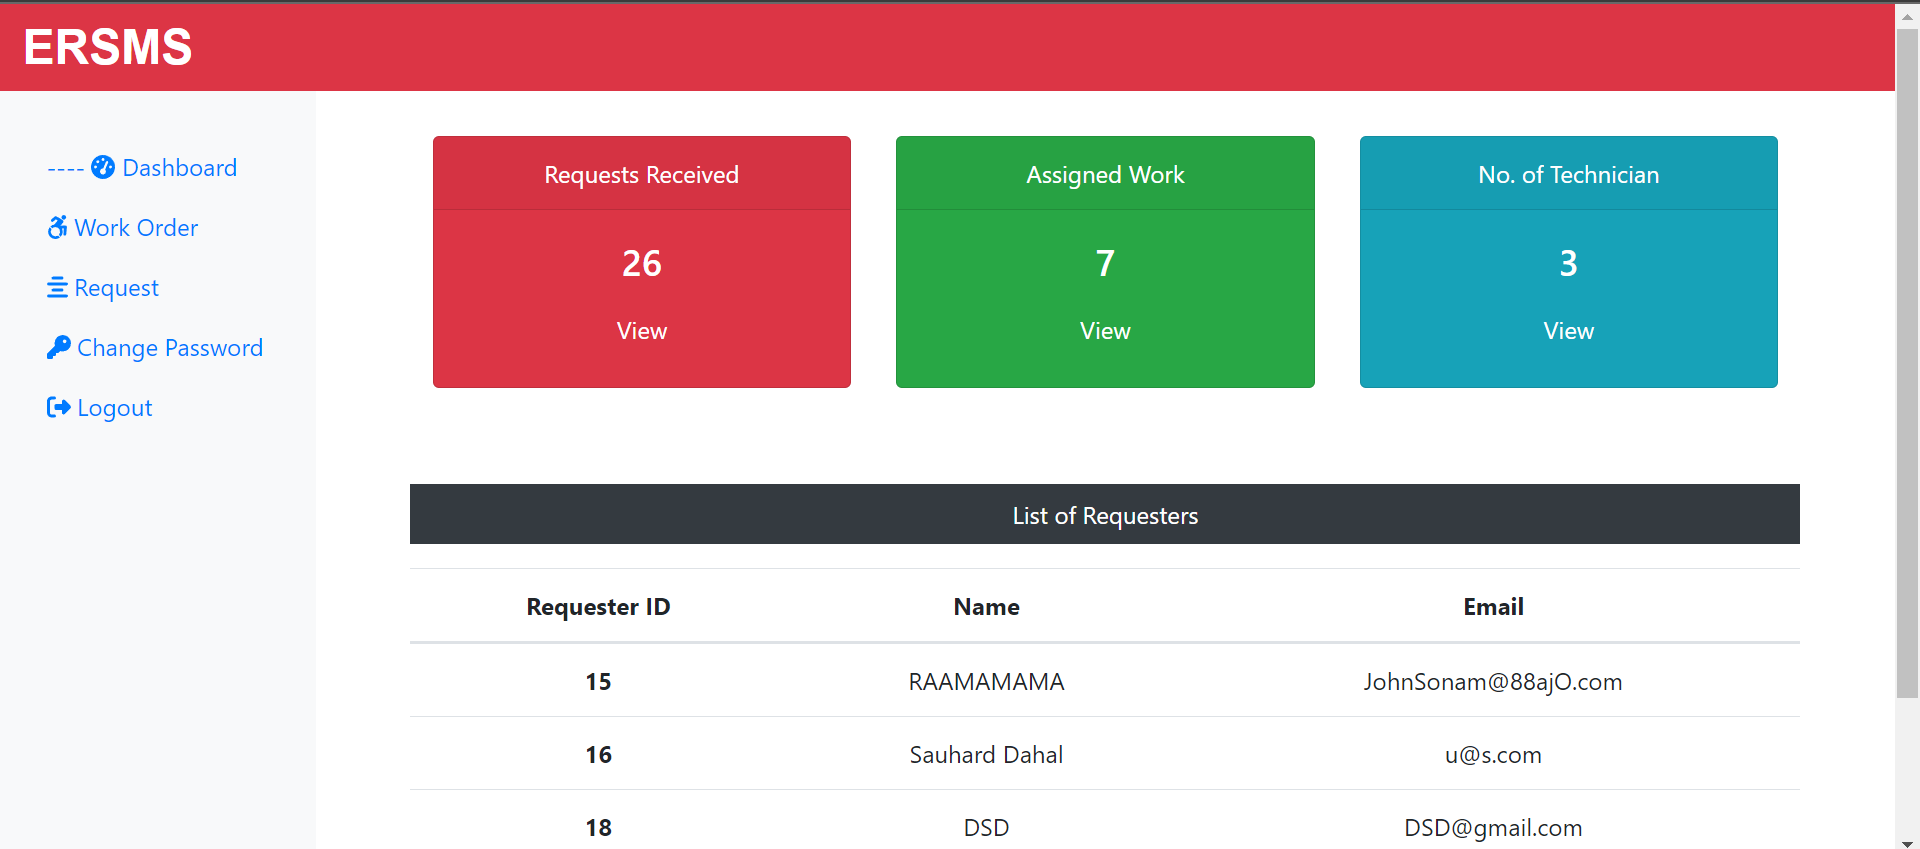 ERSMS
---- Dashboard
Work Order
Request
Change Password
Logout
Requests Received
26
View
Assigned Work
7
View
No. of Technician
3
View
List of Requesters
Requester ID Name Email
15 RAAMAMAMA JohnSonam@88ajO.com
16 Sauhard Dahal u@s.com
18 DSD DSD@gmail.com